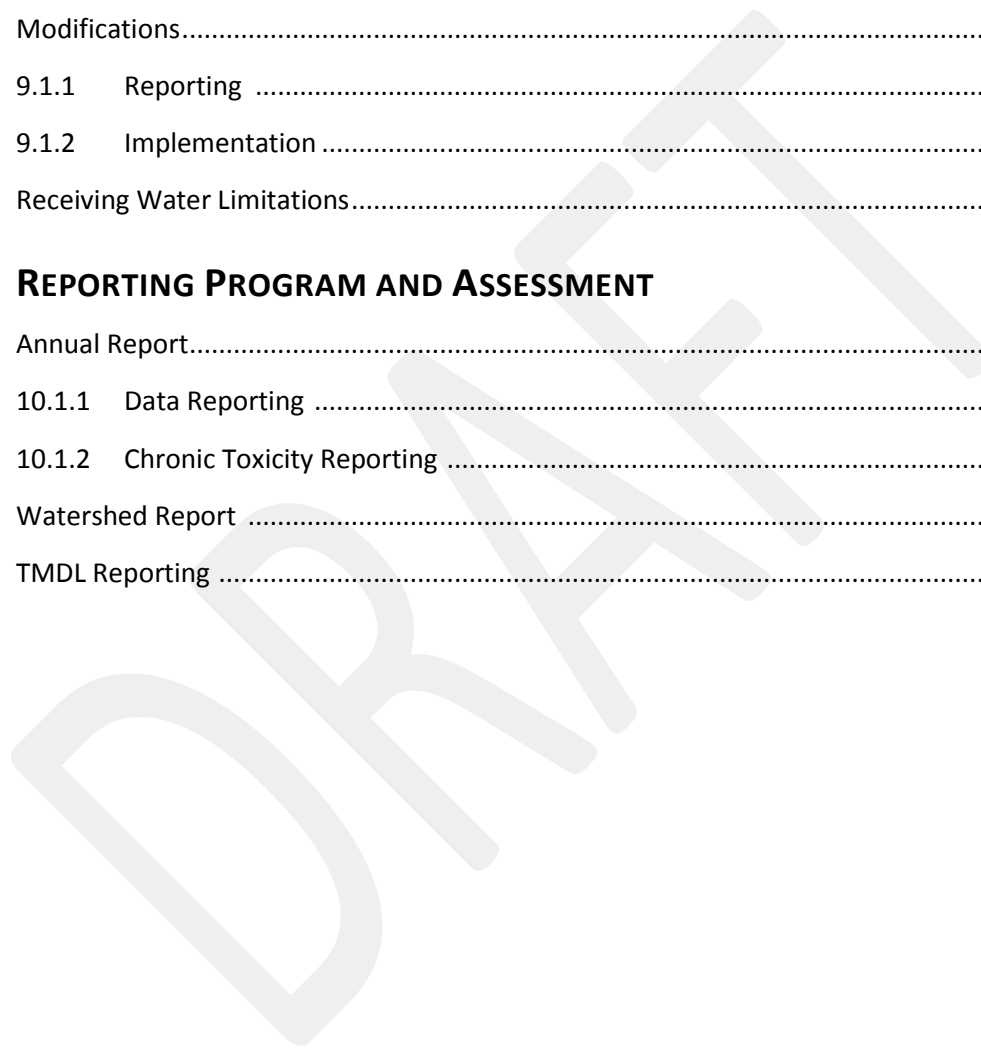 Modifications................................................................................................................
9.1.1 Reporting ......................................................................................................
9.1.2 Implementation .............................................................................................
Receiving Water Limitations..........................................................................................
REPORTING PROGRAM AND ASSESSMENT
Annual Report...............................................................................................................
10.1.1 Data Reporting ..............................................................................................
10.1.2 Chronic Toxicity Reporting .............................................................................
Watershed Report ........................................................................................................
TMDL Reporting ............................................................................................................
DRAFT